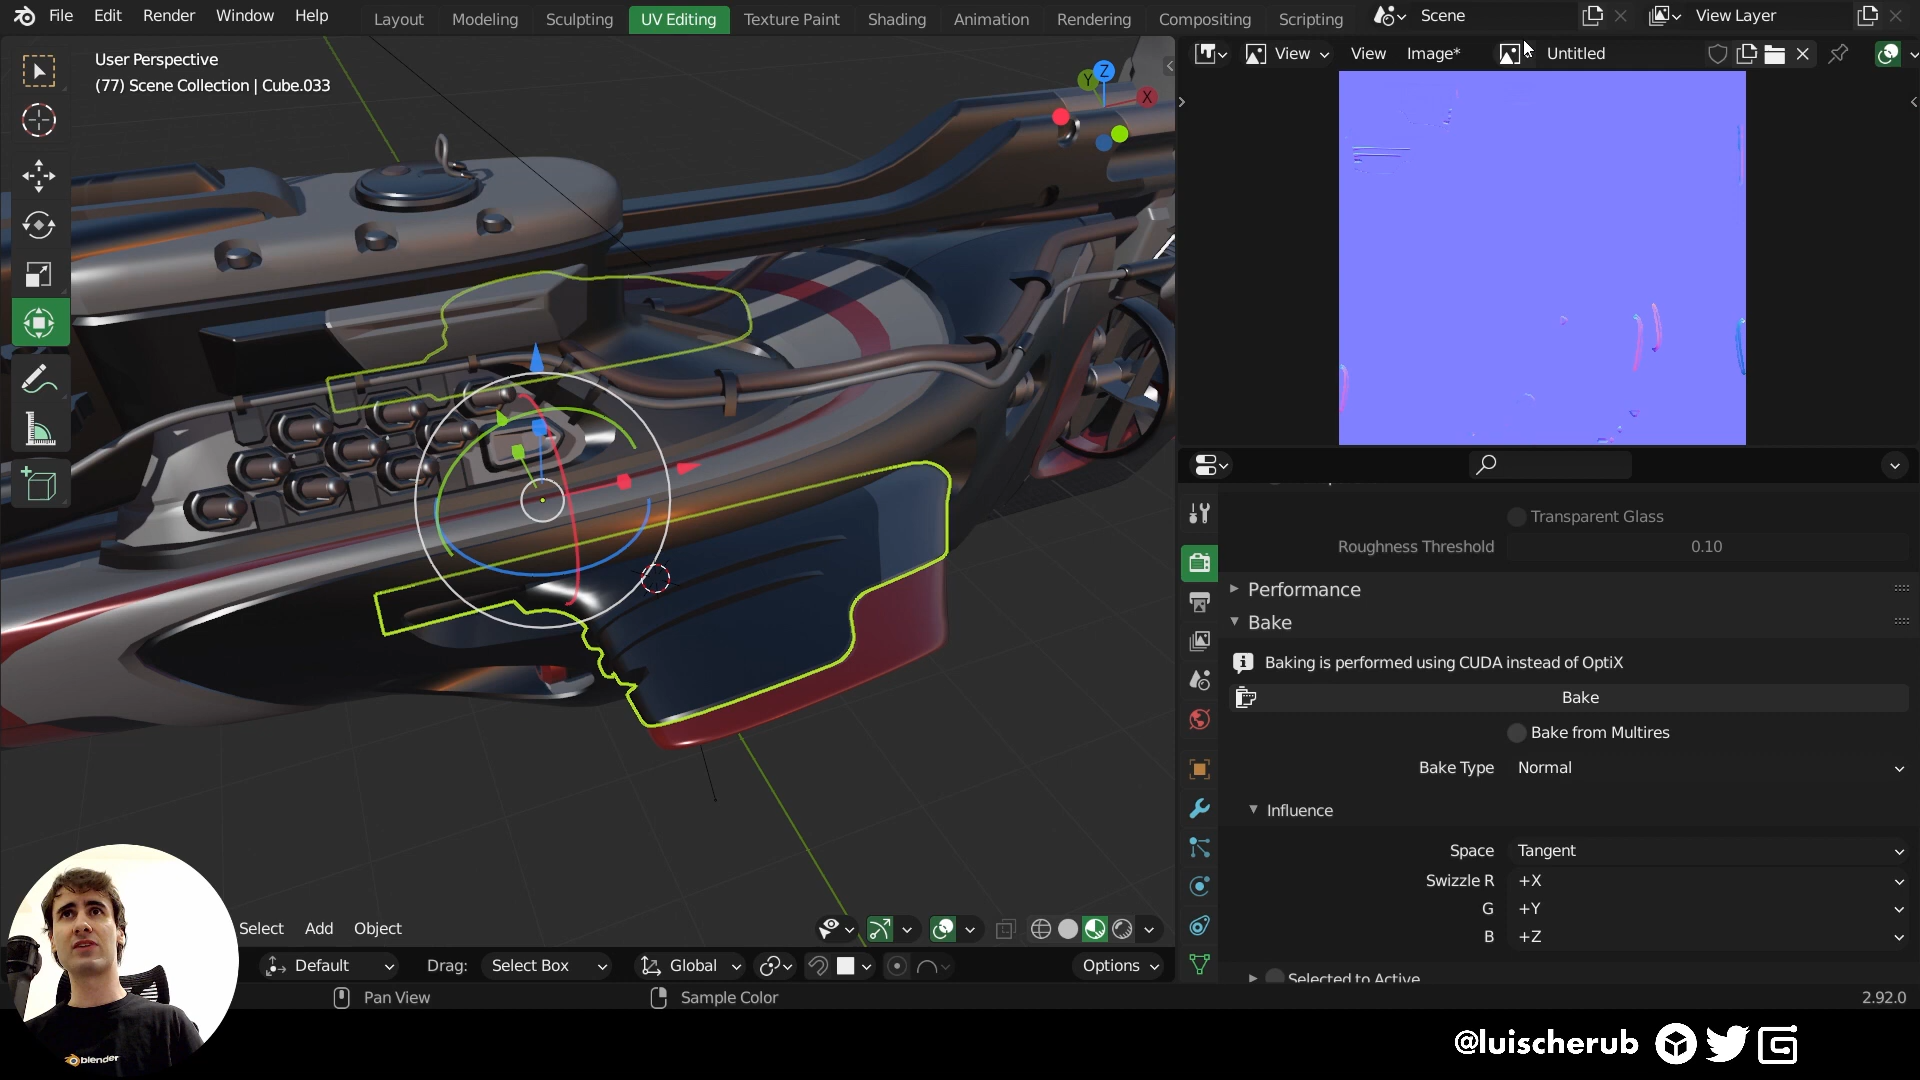 File Edit Render Window Help
Layout Modeling Sculpting UV Editing Texture Paint Shading Animation Rendering Compositing Scripting
Scene
View Layer
User Perspective
(77) Scene Collection | Cube.033
Z
Y
X
View View Image* Untitled
Transparent Glass
Roughness Threshold 0.10
Performance
Bake
Baking is performed using CUDA instead of OptiX
Bake
Bake from Multires
Bake Type Normal
Influence
Space Tangent
Swizzle R +X
G +Y
B +Z
Selected to Active
Select Add Object
Default Drag: Select Box Global Options
Pan View Sample Color 2.92.0
blender
@luischerub